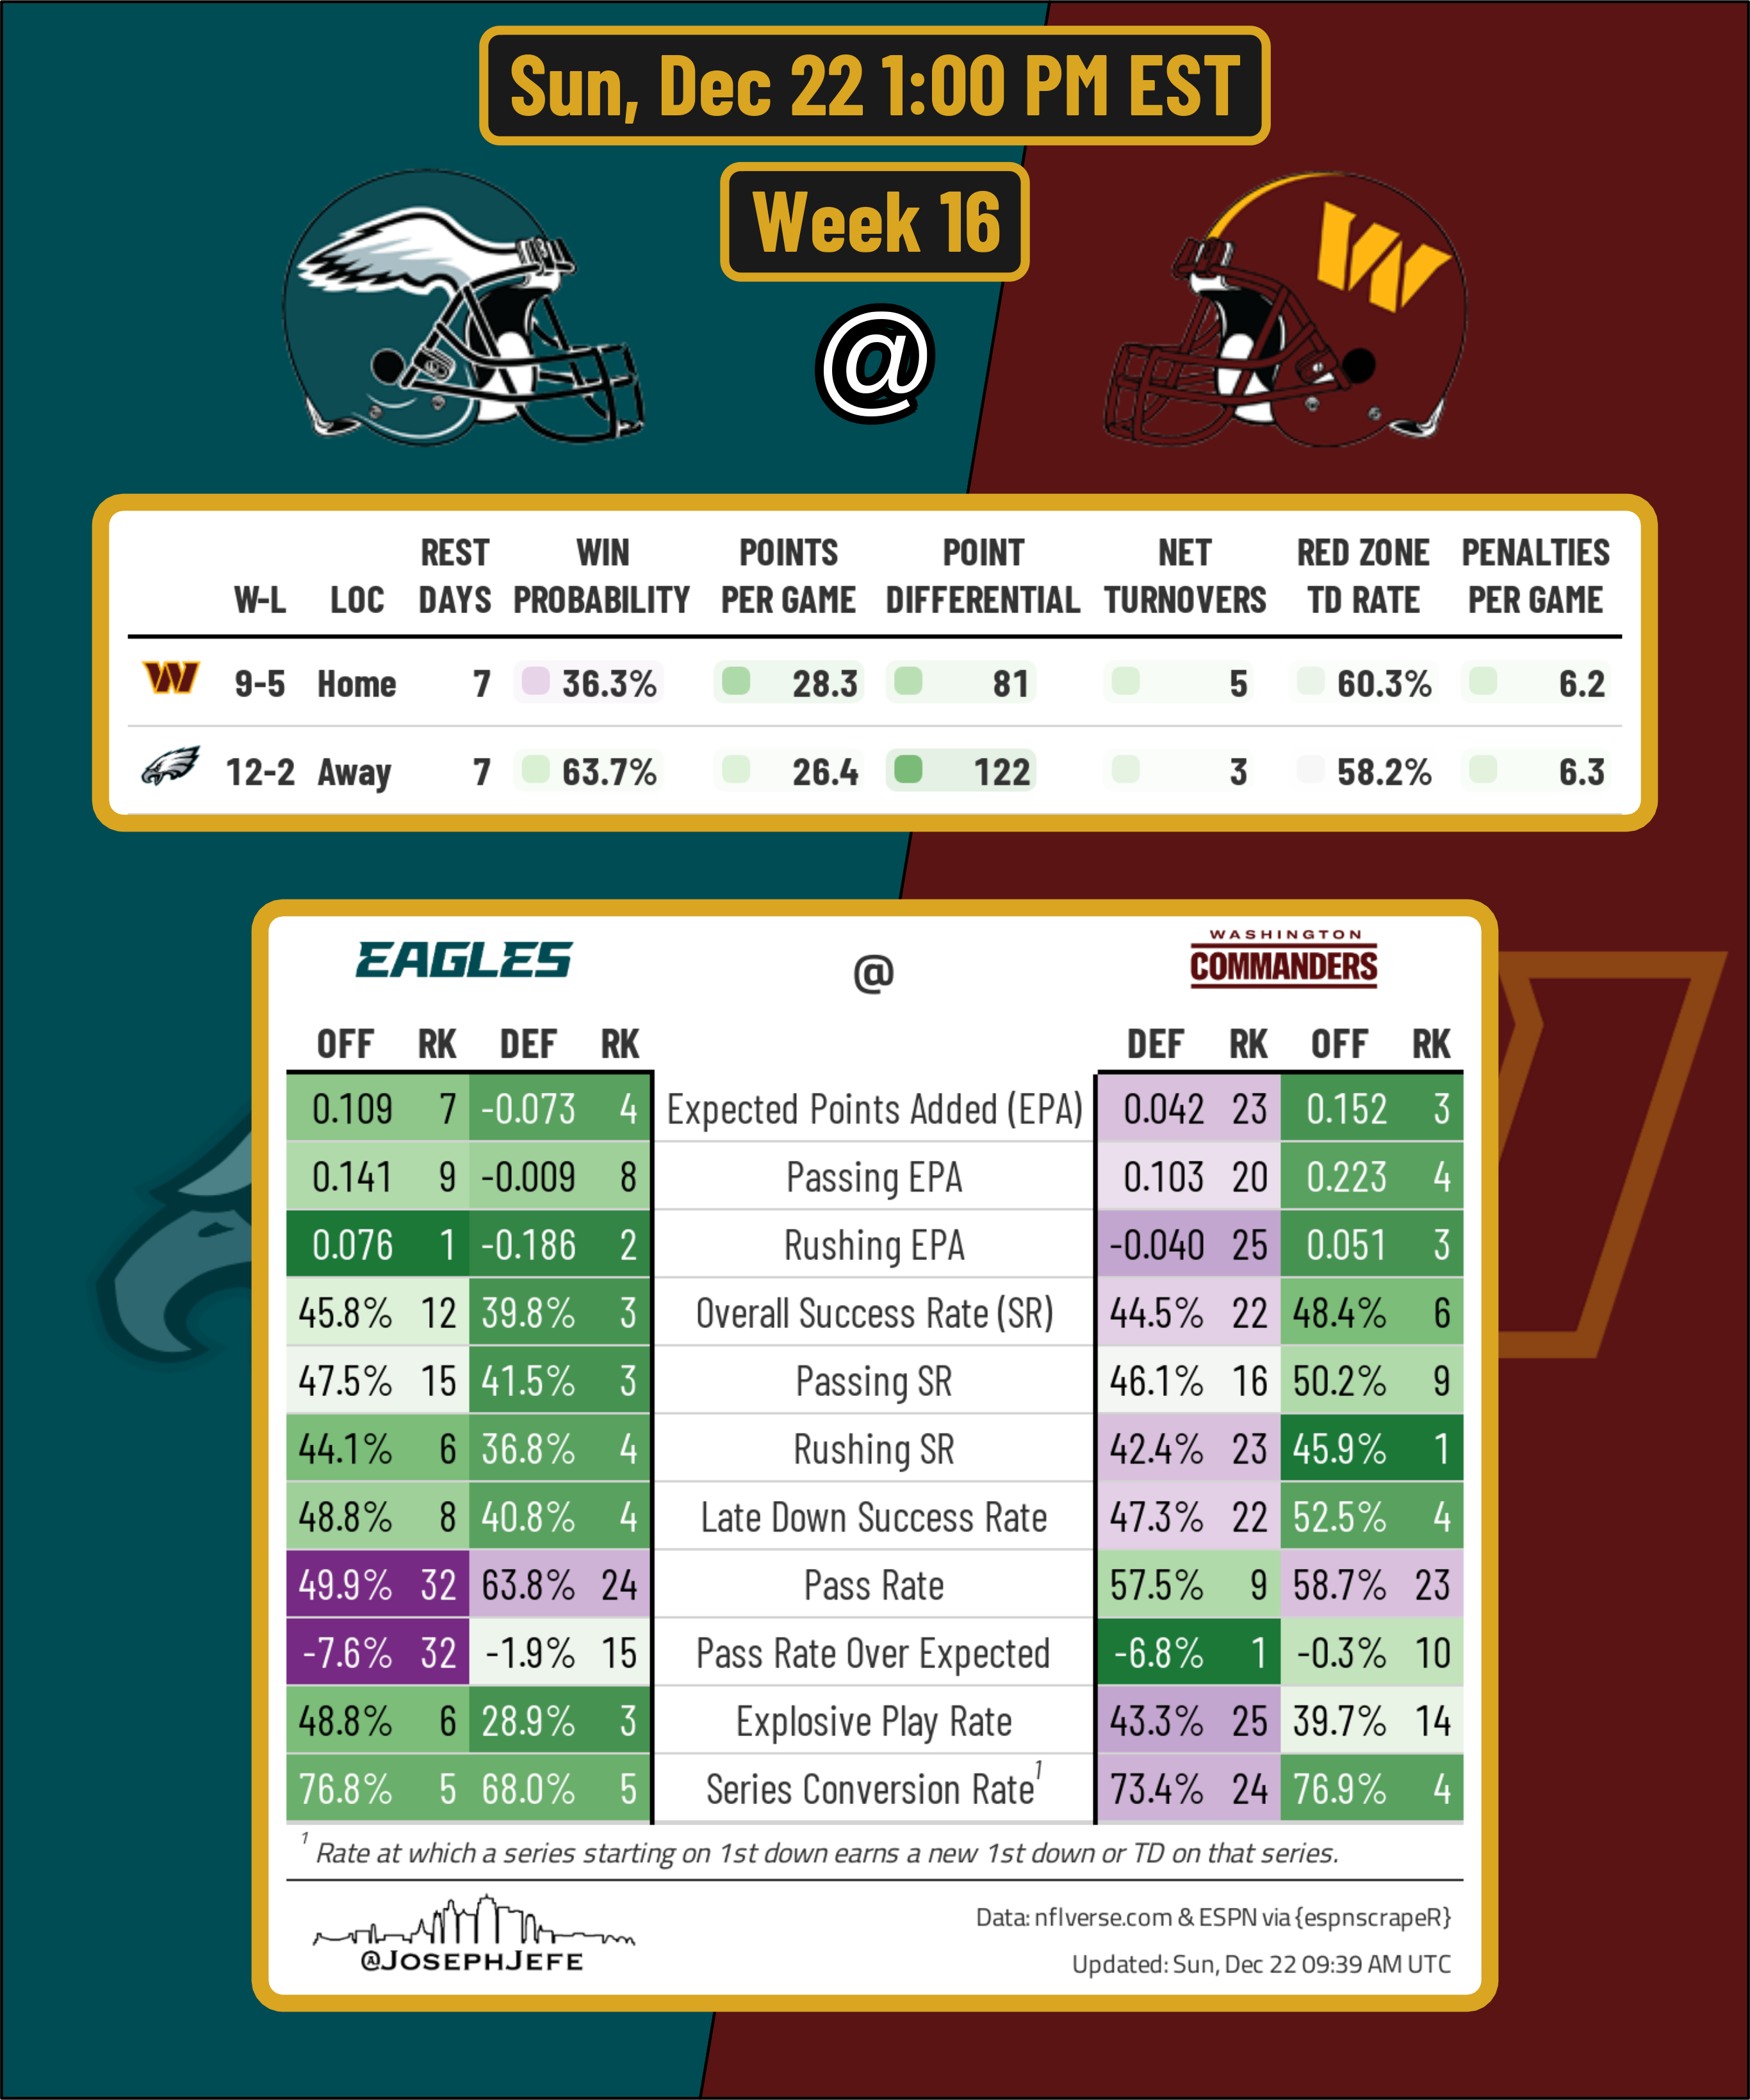 Sun, Dec 22 1:00 PM EST
Week 16
@
W-L LOC REST DAYS WIN PROBABILITY POINTS PER GAME POINT DIFFERENTIAL NET TURNOVERS RED ZONE TD RATE PENALTIES PER GAME
W 9-5 Home 7 36.3% 28.3 81 5 60.3% 6.2
12-2 Away 7 63.7% 26.4 122 3 58.2% 6.3
EAGLES @ WASHINGTON COMMANDERS
OFF RK DEF RK DEF RK OFF RK
0.109 7 -0.073 4 Expected Points Added (EPA) 0.042 23 0.152 3
0.141 9 -0.009 8 Passing EPA 0.103 20 0.223 4
0.076 1 -0.186 2 Rushing EPA -0.040 25 0.051 3
45.8% 12 39.8% 3 Overall Success Rate (SR) 44.5% 22 48.4% 6
47.5% 15 41.5% 3 Passing SR 46.1% 16 50.2% 9
44.1% 6 36.8% 4 Rushing SR 42.4% 23 45.9% 1
48.8% 8 40.8% 4 Late Down Success Rate 47.3% 22 52.5% 4
49.9% 32 63.8% 24 Pass Rate 57.5% 9 58.7% 23
-7.6% 32 -1.9% 15 Pass Rate Over Expected -6.8% 1 -0.3% 10
48.8% 6 28.9% 3 Explosive Play Rate 43.3% 25 39.7% 14
76.8% 5 68.0% 5 Series Conversion Rate¹ 73.4% 24 76.9% 4
¹ Rate at which a series starting on 1st down earns a new 1st down or TD on that series.
@JOSEPHJEFE
Data: nflverse.com & ESPN via {espnscrapeR}
Updated: Sun, Dec 22 09:39 AM UTC